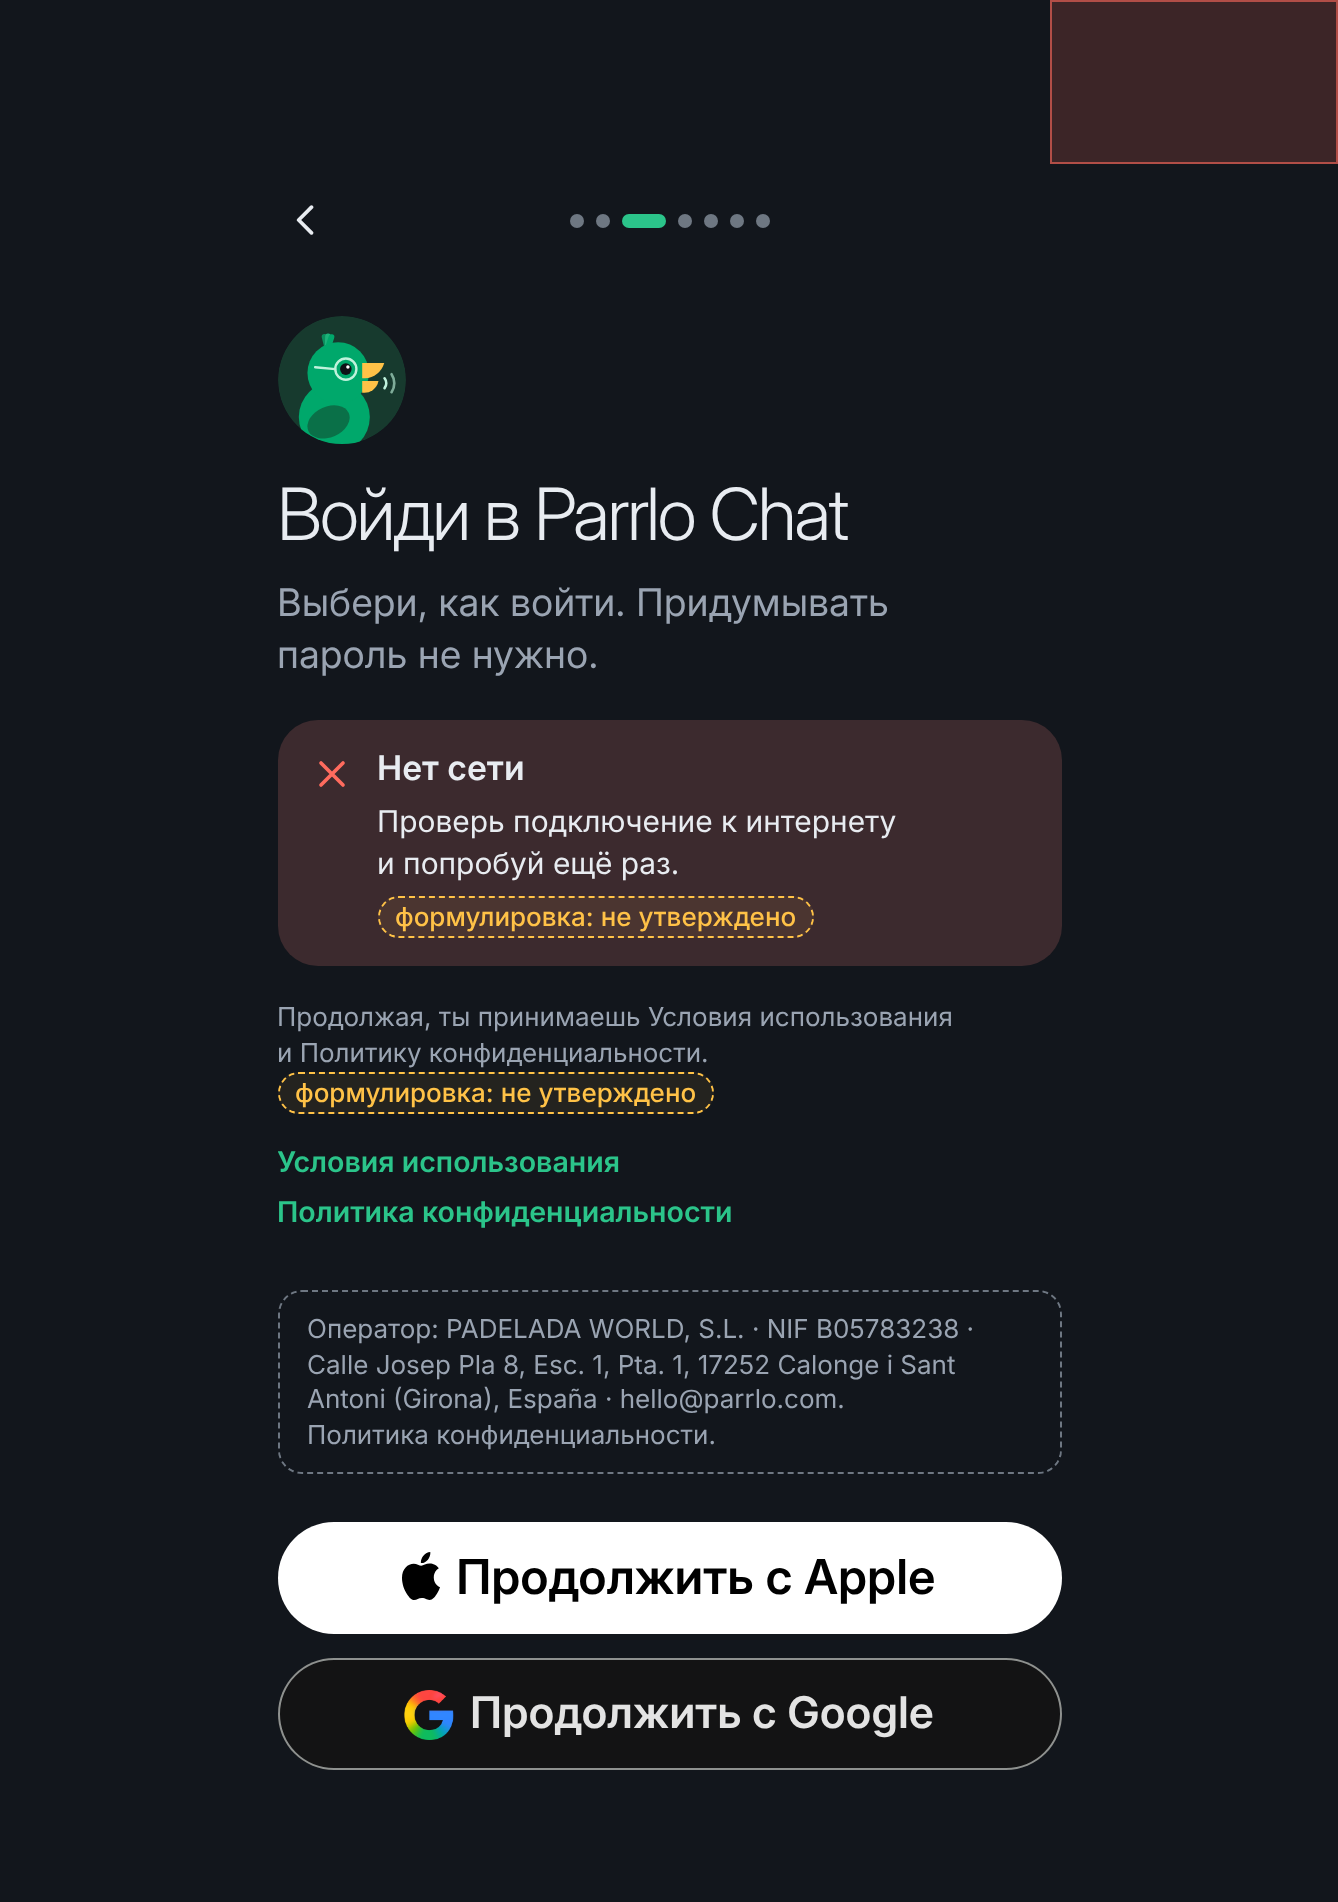 Войди в Parrlo Chat
Выбери, как войти. Придумывать
пароль не нужно.
Нет сети
Проверь подключение к интернету
и попробуй ещё раз.
формулировка: не утверждено
Продолжая, ты принимаешь Условия использования
и Политику конфиденциальности.
формулировка: не утверждено
Условия использования
Политика конфиденциальности
Оператор: PADELADA WORLD, S.L. · NIF B05783238 ·
Calle Josep Pla 8, Esc. 1, Pta. 1, 17252 Calonge i Sant
Antoni (Girona), España · hello@parrlo.com.
Политика конфиденциальности.
Продолжить с Apple
Продолжить с Google